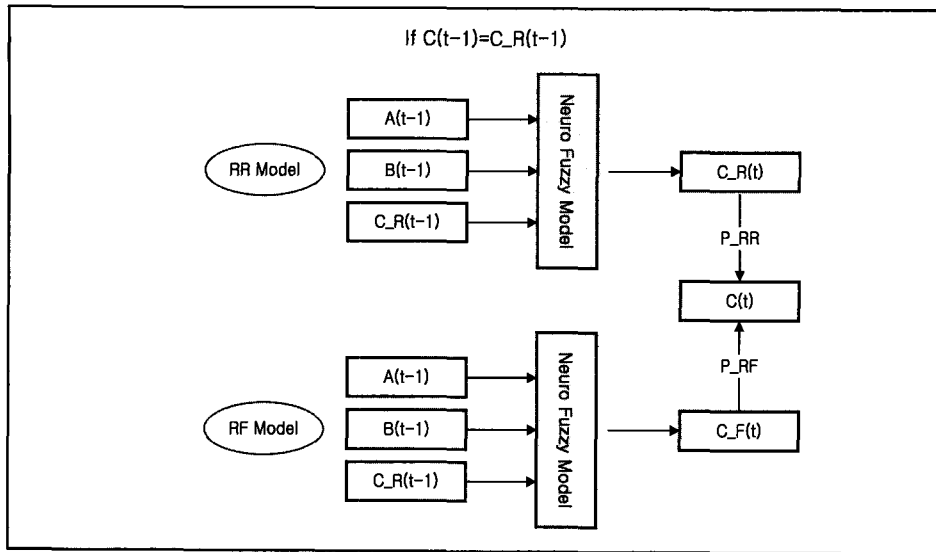 If C(t-1)=C_R(t-1)
RR Model
A(t-1)
B(t-1)
C_R(t-1)
Neuro Fuzzy Model
C_R(t)
P_RR
C(t)
P_RF
RF Model
A(t-1)
B(t-1)
C_R(t-1)
Neuro Fuzzy Model
C_F(t)